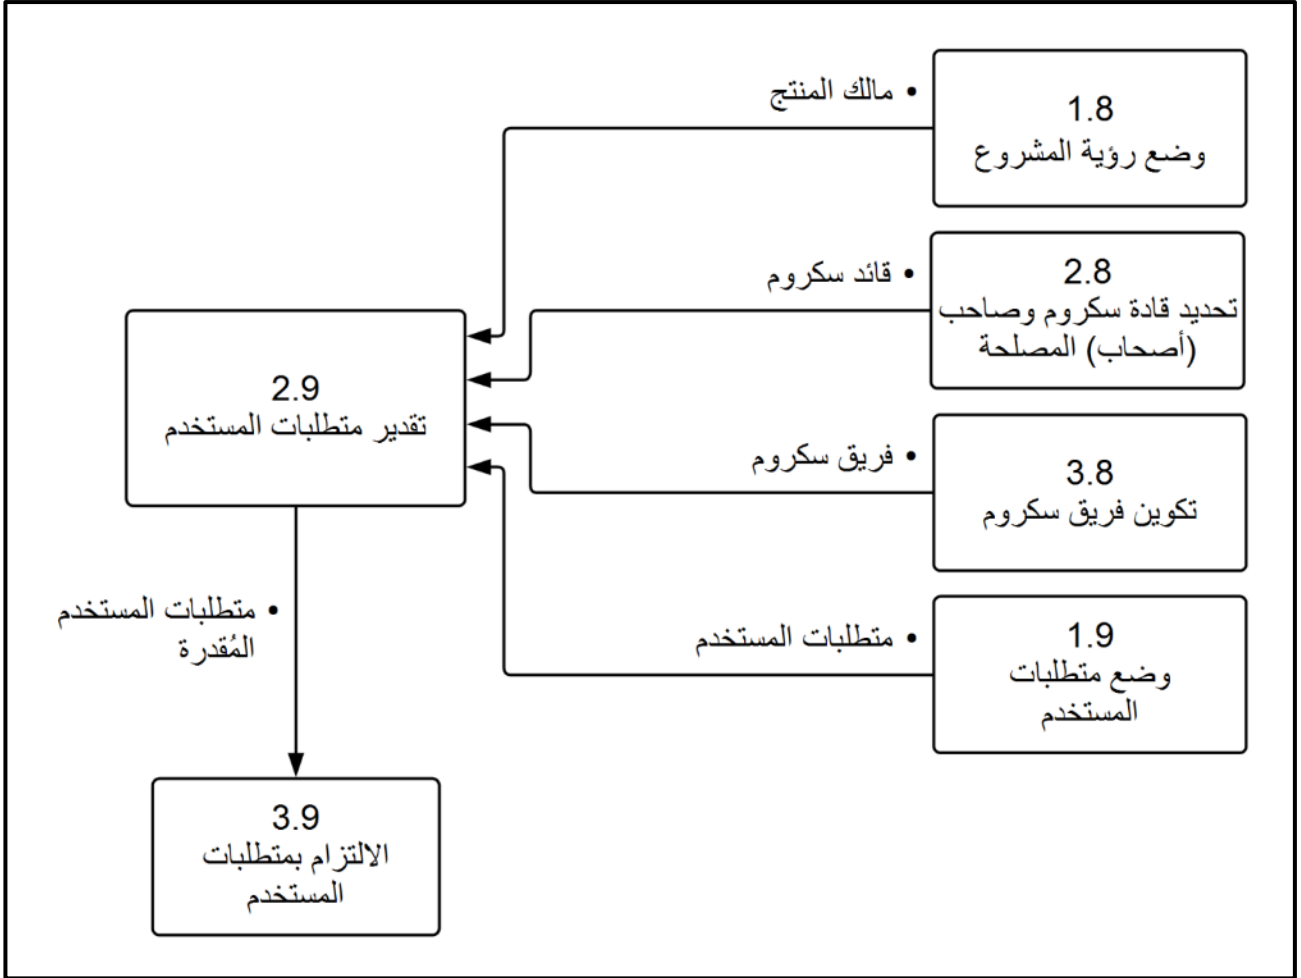 1.8
وضع رؤية المشروع
• مالك المنتج
2.8
تحديد قادة سكروم وصاحب
(أصحاب) المصلحة
• قائد سكروم
3.8
تكوين فريق سكروم
• فريق سكروم
1.9
وضع متطلبات
المستخدم
• متطلبات المستخدم
2.9
تقدير متطلبات المستخدم
• متطلبات المستخدم
المُقدرة
3.9
الالتزام بمتطلبات
المستخدم